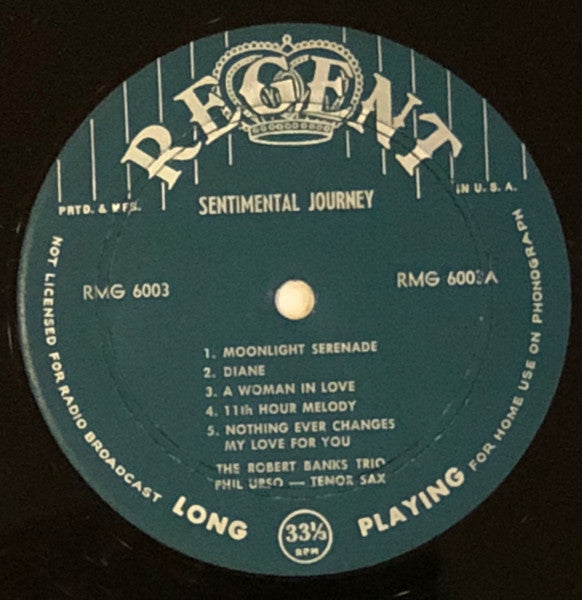 REGENT
PRTD. & MFG. IN U.S.A.
SENTIMENTAL JOURNEY
RMG 6003
RMG 6003A
1. MOONLIGHT SERENADE
2. DIANE
3. A WOMAN IN LOVE
4. 11th HOUR MELODY
5. NOTHING EVER CHANGES
MY LOVE FOR YOU
THE ROBERT BANKS TRIO
PHIL URSO — TENOR SAX
NOT LICENSED FOR RADIO BROADCAST
LONG
33⅓
RPM
PLAYING
FOR HOME USE ON PHONOGRAPH